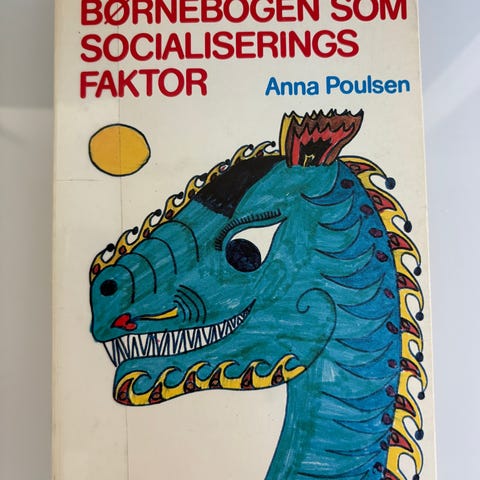 BØRNEBOGEN SOM
SOCIALISERINGS
FAKTOR
Anna Poulsen